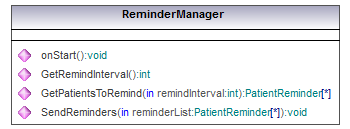 ReminderManager
onStart():void
GetRemindInterval():int
GetPatientsToRemind(in remindInterval:int):PatientReminder[*]
SendReminders(in reminderList:PatientReminder[*]):void